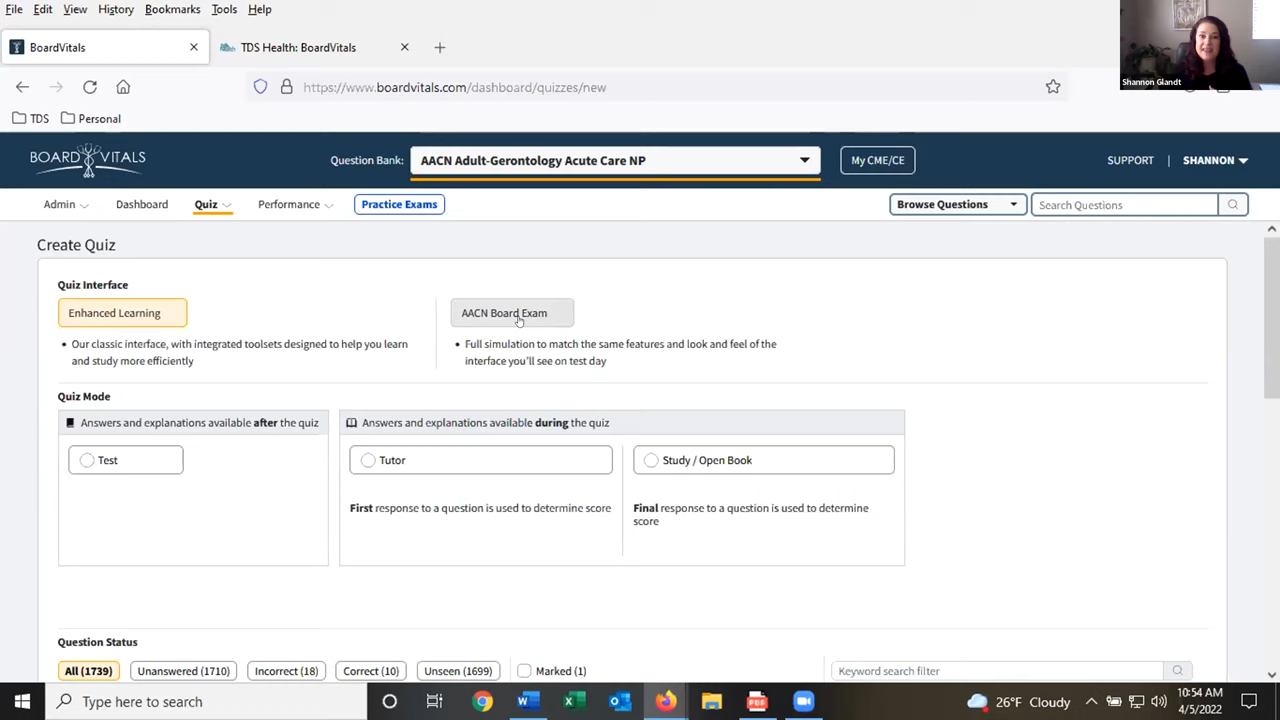 File Edit View History Bookmarks Tools Help
BoardVitals
TDS Health: BoardVitals
Shannon Glandt
https://www.boardvitals.com/dashboard/quizzes/new
TDS Personal
BOARD VITALS
Question Bank: AACN Adult-Gerontology Acute Care NP My CME/CE SUPPORT | SHANNON
Admin Dashboard Quiz Performance Practice Exams Browse Questions Search Questions
Create Quiz
Quiz Interface
Enhanced Learning
• Our classic interface, with integrated toolsets designed to help you learn
and study more efficiently
AACN Board Exam
• Full simulation to match the same features and look and feel of the
interface you'll see on test day
Quiz Mode
Answers and explanations available after the quiz
Test
Answers and explanations available during the quiz
Tutor
First response to a question is used to determine score
Study / Open Book
Final response to a question is used to determine
score
Question Status
All (1739) Unanswered (1710) Incorrect (18) Correct (10) Unseen (1699) Marked (1) Keyword search filter
Type here to search
26°F Cloudy
10:54 AM
4/5/2022